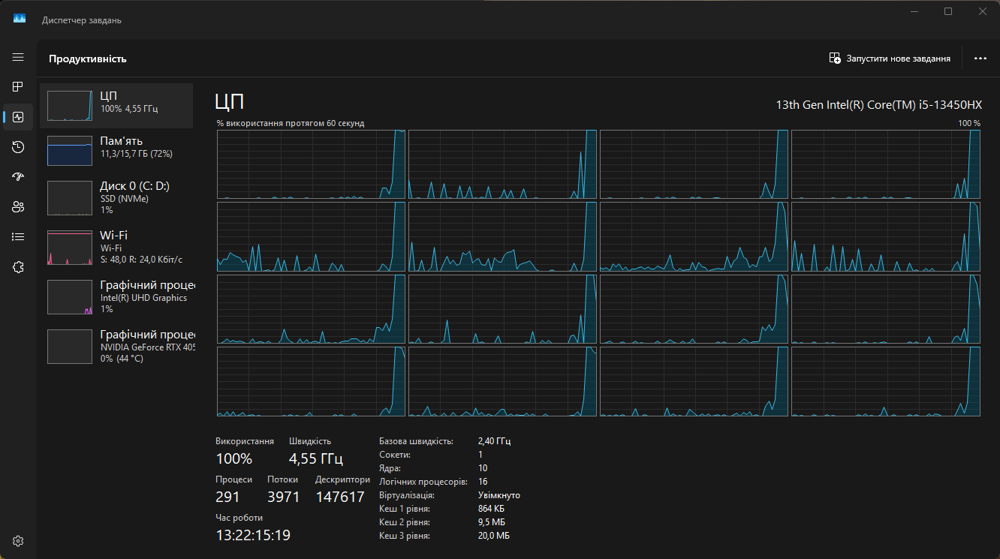 Диспетчер завдань
Продуктивність
Запустити нове завдання
ЦП
100% 4,55 ГГц
Пам'ять
11,3/15,7 ГБ (72%)
Диск 0 (C: D:)
SSD (NVMe)
1%
Wi-Fi
Wi-Fi
S: 48,0 R: 24,0 Кбіт/с
Графічний процес
Intel(R) UHD Graphics
1%
Графічний процес
NVIDIA GeForce RTX 405
0% (44 °C)
ЦП
13th Gen Intel(R) Core(TM) i5-13450HX
% використання протягом 60 секунд
100 %
Використання
Швидкість
100%
4,55 ГГц
Процеси
Потоки
Дескриптори
291
3971
147617
Час роботи
13:22:15:19
Базова швидкість: 2,40 ГГц
Сокети: 1
Ядра: 10
Логічних процесорів: 16
Віртуалізація: Увімкнуто
Кеш 1 рівня: 864 КБ
Кеш 2 рівня: 9,5 МБ
Кеш 3 рівня: 20,0 МБ